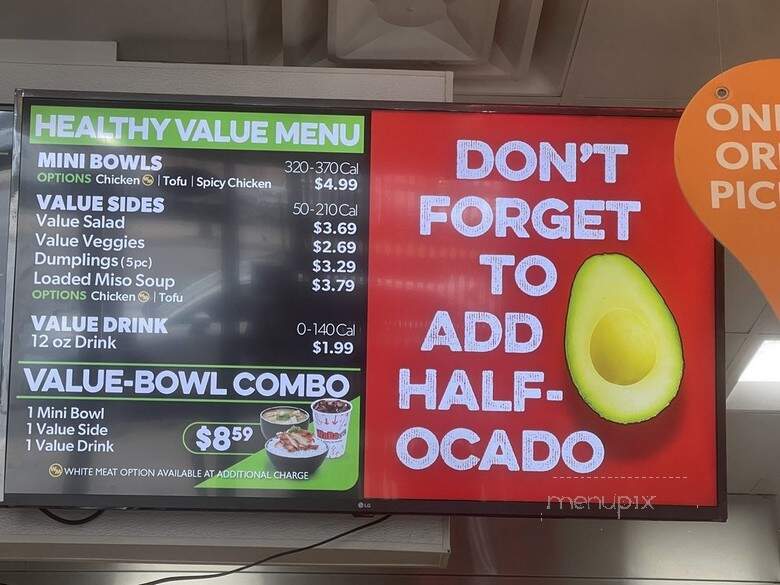 HEALTHY VALUE MENU
MINI BOWLS 320-370 Cal
OPTIONS Chicken | Tofu | Spicy Chicken $4.99
VALUE SIDES 50-210 Cal
Value Salad $3.69
Value Veggies $2.69
Dumplings (5pc) $3.29
Loaded Miso Soup $3.79
OPTIONS Chicken | Tofu
VALUE DRINK 0-140 Cal
12 oz Drink $1.99
VALUE-BOWL COMBO
1 Mini Bowl
1 Value Side
1 Value Drink
$8.59
WHITE MEAT OPTION AVAILABLE AT ADDITIONAL CHARGE
DON'T
FORGET
TO
ADD
HALF-
OCADO
menupix
LG